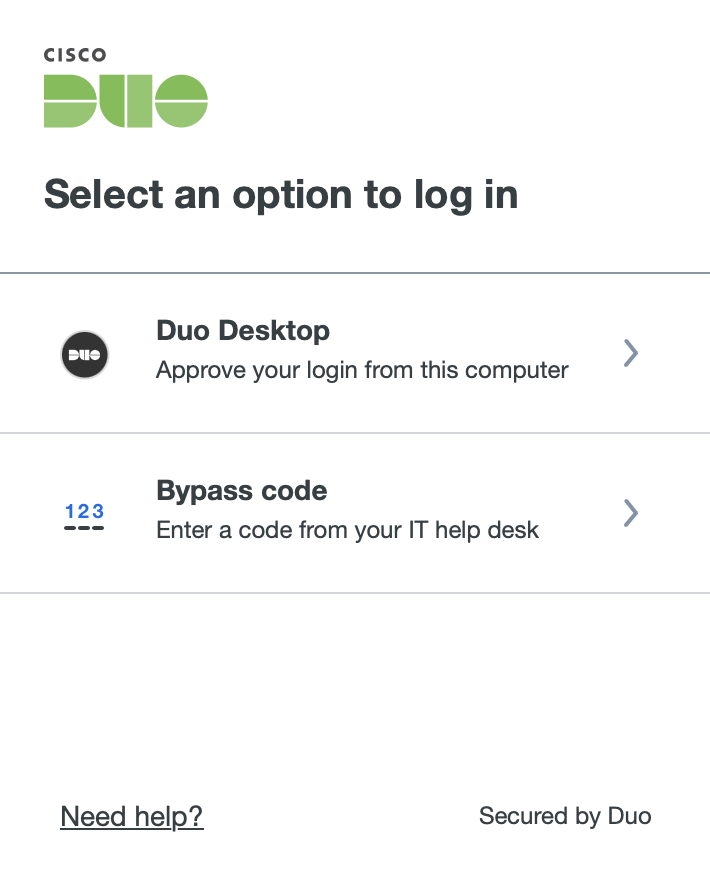 CISCO
DUO
Select an option to log in
DUO
Duo Desktop
Approve your login from this computer
123
Bypass code
Enter a code from your IT help desk
Need help?
Secured by Duo